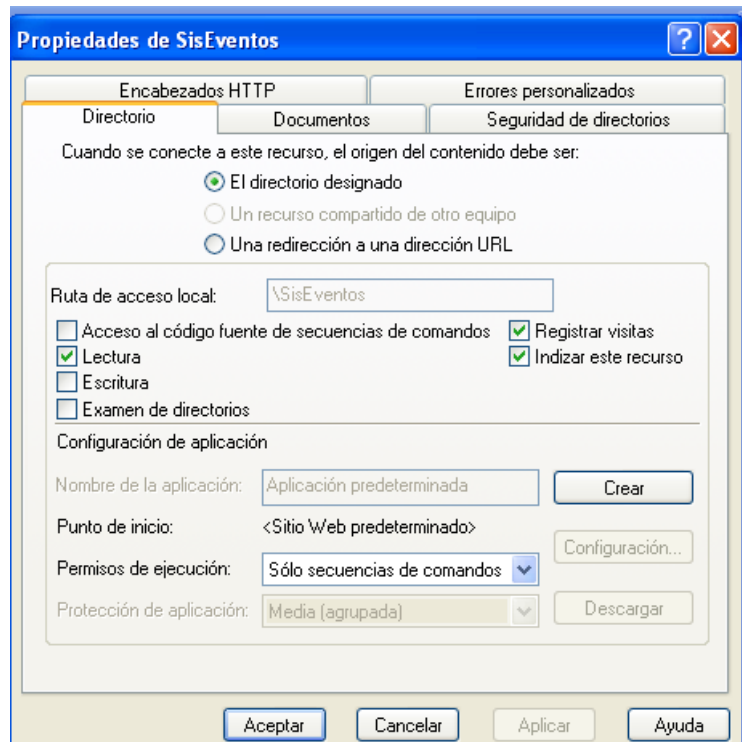 Propiedades de SisEventos
Encabezados HTTP Errores personalizados
Directorio Documentos Seguridad de directorios
Cuando se conecte a este recurso, el origen del contenido debe ser:
El directorio designado
Un recurso compartido de otro equipo
Una redirección a una dirección URL
Ruta de acceso local: \SisEventos
Acceso al código fuente de secuencias de comandos Registrar visitas
Lectura Indizar este recurso
Escritura
Examen de directorios
Configuración de aplicación
Nombre de la aplicación: Aplicación predeterminada Crear
Punto de inicio: <Sitio Web predeterminado>
Configuración...
Permisos de ejecución: Sólo secuencias de comandos
Protección de aplicación: Media (agrupada) Descargar
Aceptar Cancelar Aplicar Ayuda